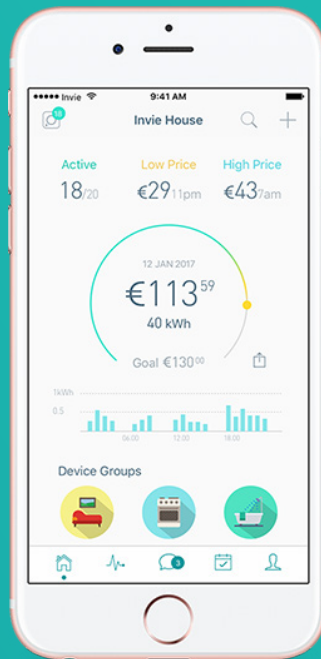 Invie
9:41 AM
18
Invie House
Active
Low Price
High Price
18/20
€29 11pm
€43 7am
12 JAN 2017
€113 59
40 kWh
Goal €130 00
1kWh
0.5
06.00
12.00
18.00
Device Groups
3